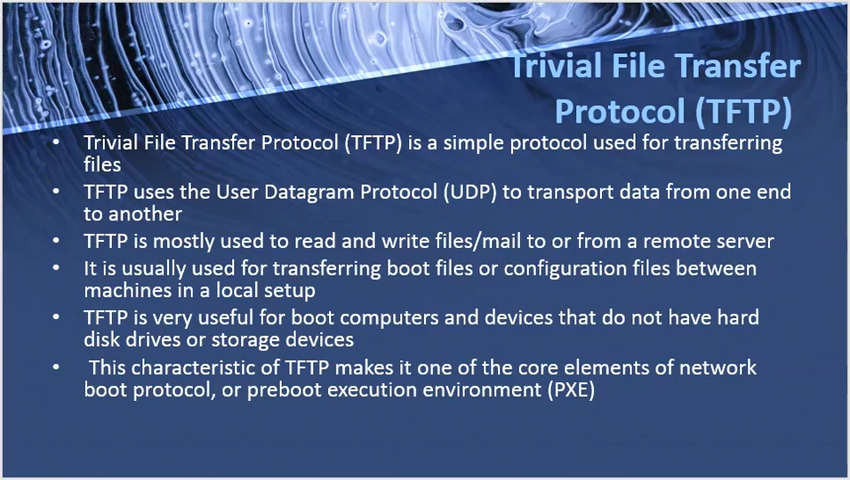 Trivial File Transfer
Protocol (TFTP)
• Trivial File Transfer Protocol (TFTP) is a simple protocol used for transferring
files
• TFTP uses the User Datagram Protocol (UDP) to transport data from one end
to another
• TFTP is mostly used to read and write files/mail to or from a remote server
• It is usually used for transferring boot files or configuration files between
machines in a local setup
• TFTP is very useful for boot computers and devices that do not have hard
disk drives or storage devices
• This characteristic of TFTP makes it one of the core elements of network
boot protocol, or preboot execution environment (PXE)